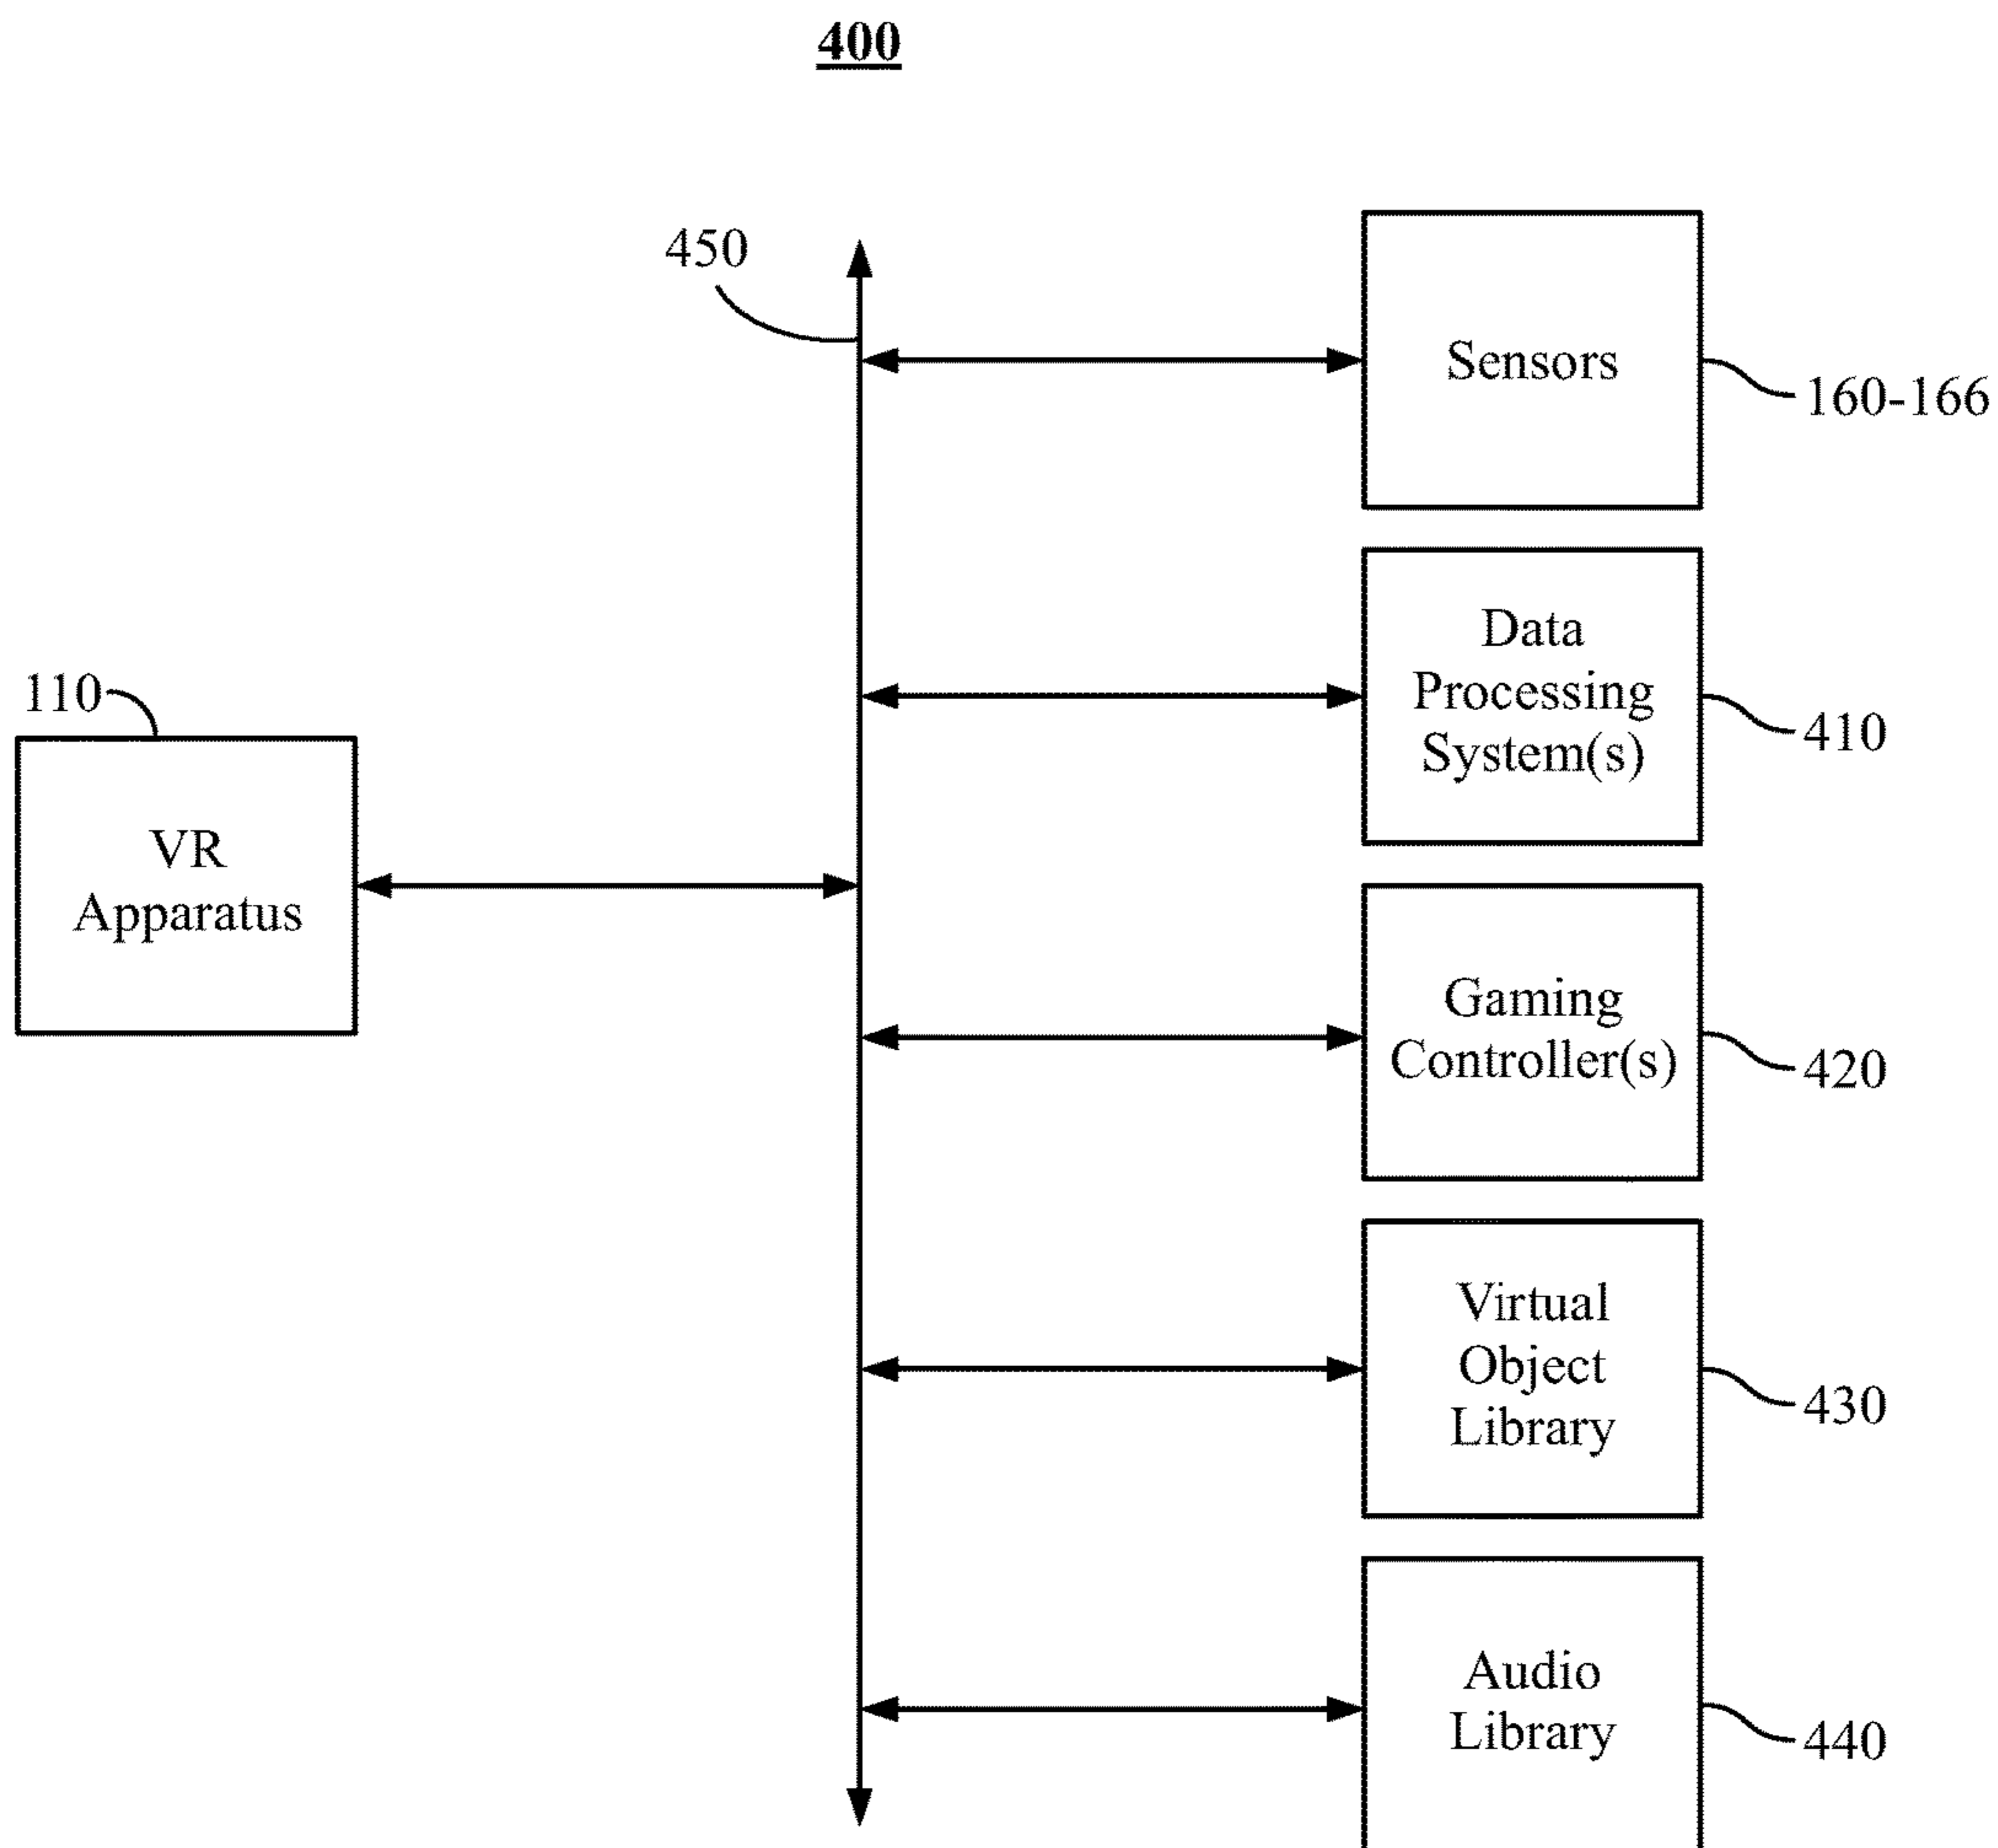 400
450
Sensors
160-166
Data
Processing
System(s)
410
110
VR
Apparatus
Gaming
Controller(s)
420
Virtual
Object
Library
430
Audio
Library
440